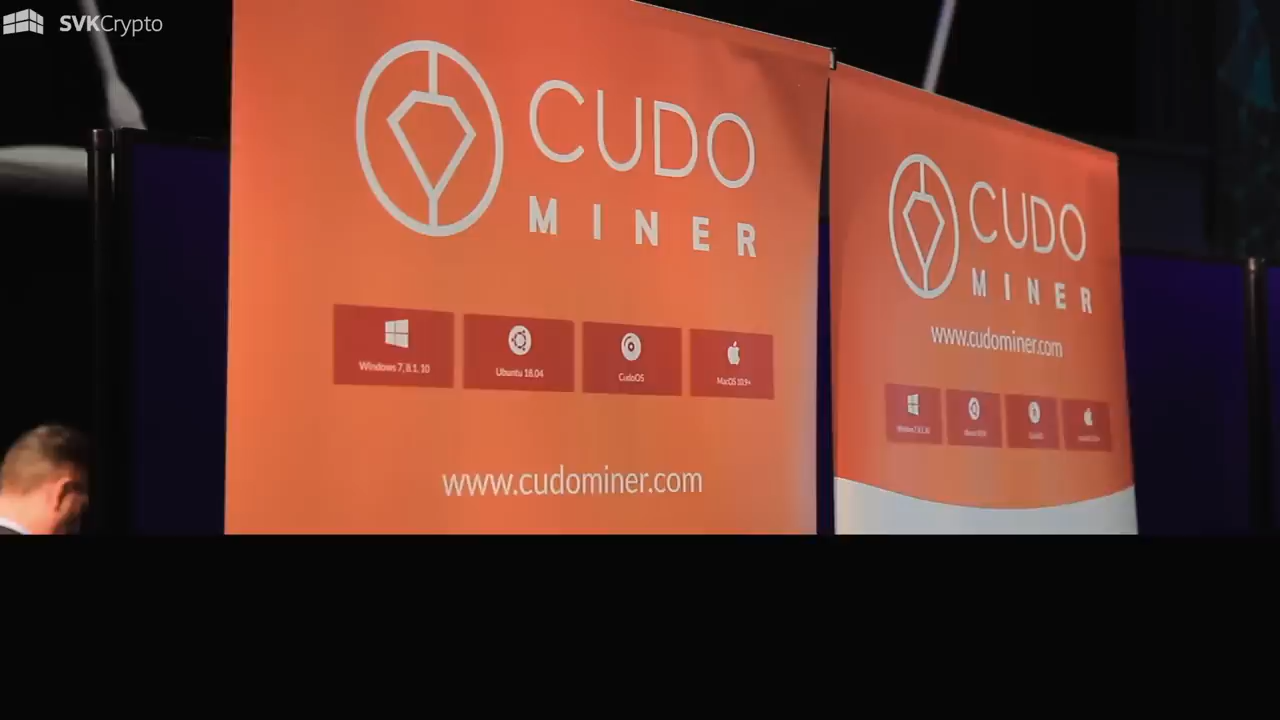 SVKCrypto
CUDO
MINER
Windows 7, 8.1, 10
Ubuntu 18.04
CudoOS
MacOS 10.9+
www.cudominer.com
CUDO
MINER
www.cudominer.com